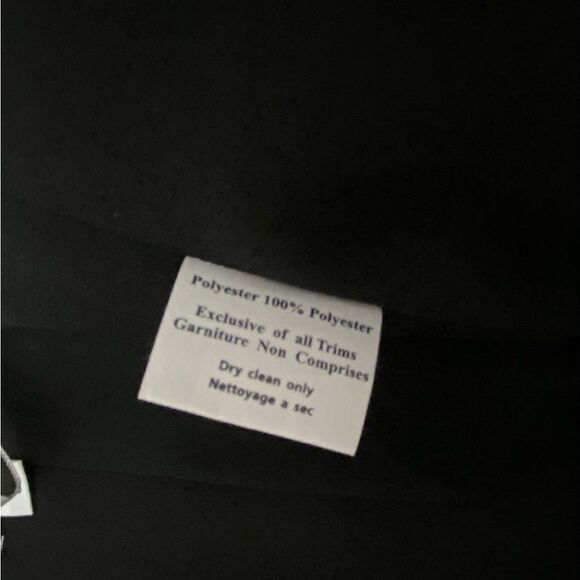 Polyester 100% Polyester
Exclusive of all Trims
Garniture Non Comprises
Dry clean only
Nettoyage a sec